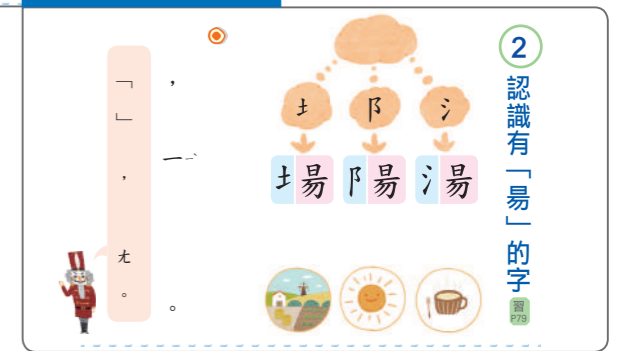 2
認識有「昜」的字
習
P79
氵
阝
土
湯
陽
場
，一。
「」，ㄤ。